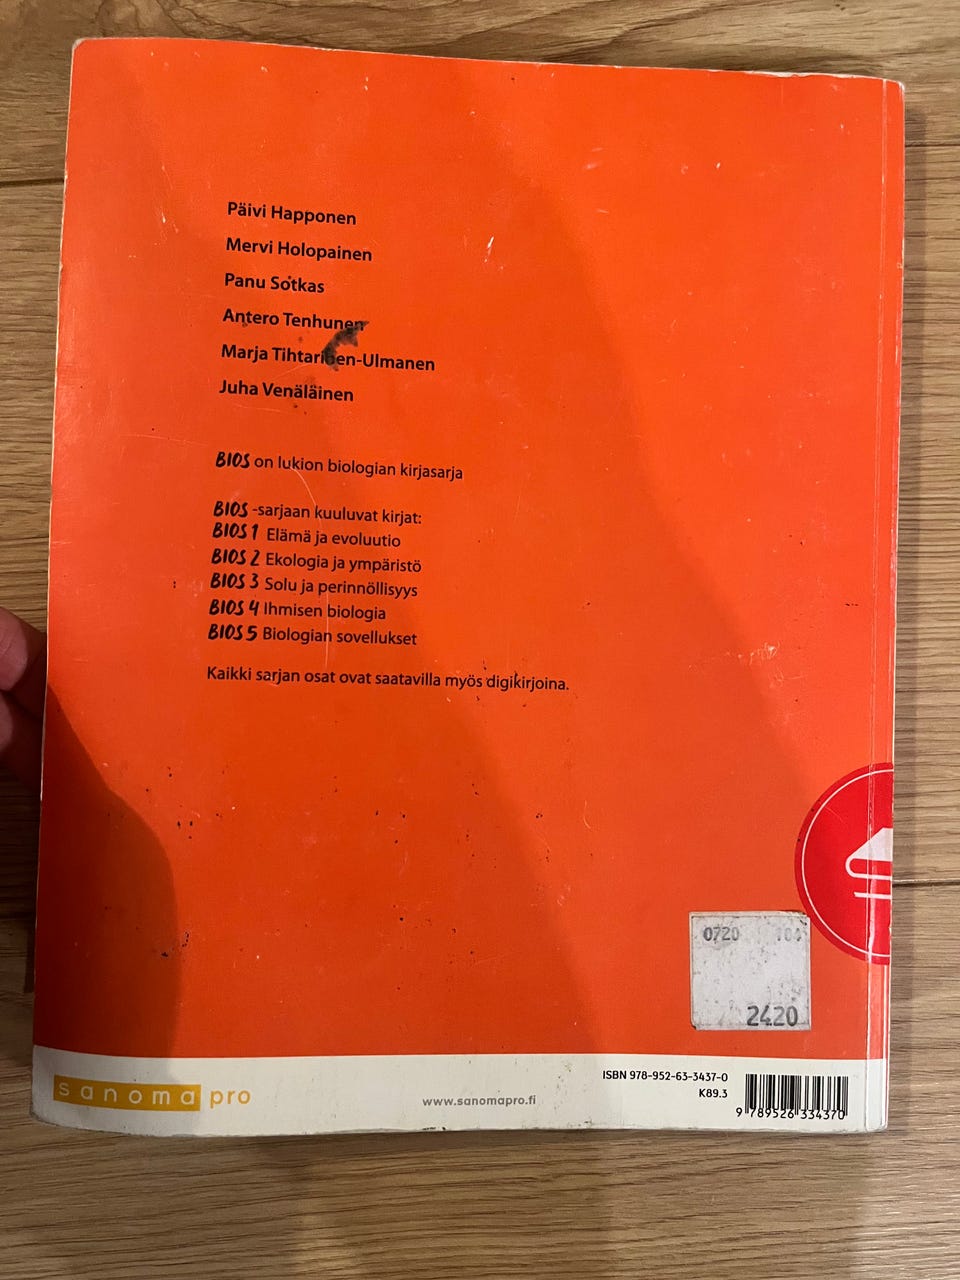 Päivi Happonen
Mervi Holopainen
Panu Sotkas
Antero Tenhunen
Marja Tihtarinen-Ulmanen
Juha Venäläinen
BIOS on lukion biologian kirjasarja
BIOS -sarjaan kuuluvat kirjat:
BIOS 1 Elämä ja evoluutio
BIOS 2 Ekologia ja ympäristö
BIOS 3 Solu ja perinnöllisyys
BIOS 4 Ihmisen biologia
BIOS 5 Biologian sovellukset
Kaikki sarjan osat ovat saatavilla myös digikirjoina.
0720
2420
sanoma pro
www.sanomapro.fi
ISBN 978-952-63-3437-0
K89.3
9 789526 334370